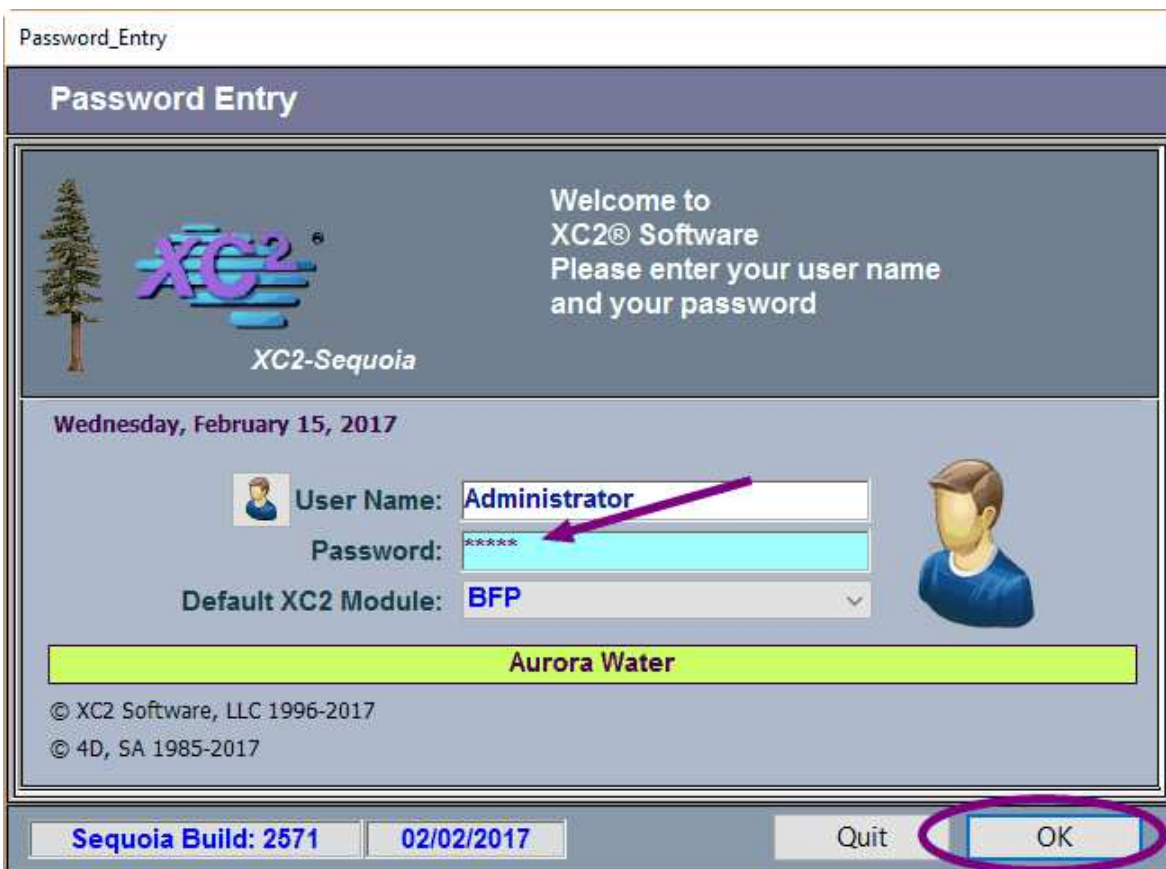 Password_Entry
Password Entry
XC2®
XC2-Sequoia
Welcome to
XC2® Software
Please enter your user name
and your password
Wednesday, February 15, 2017
User Name: Administrator
Password: *****
Default XC2 Module: BFP
Aurora Water
© XC2 Software, LLC 1996-2017
© 4D, SA 1985-2017
Sequoia Build: 2571 02/02/2017 Quit OK